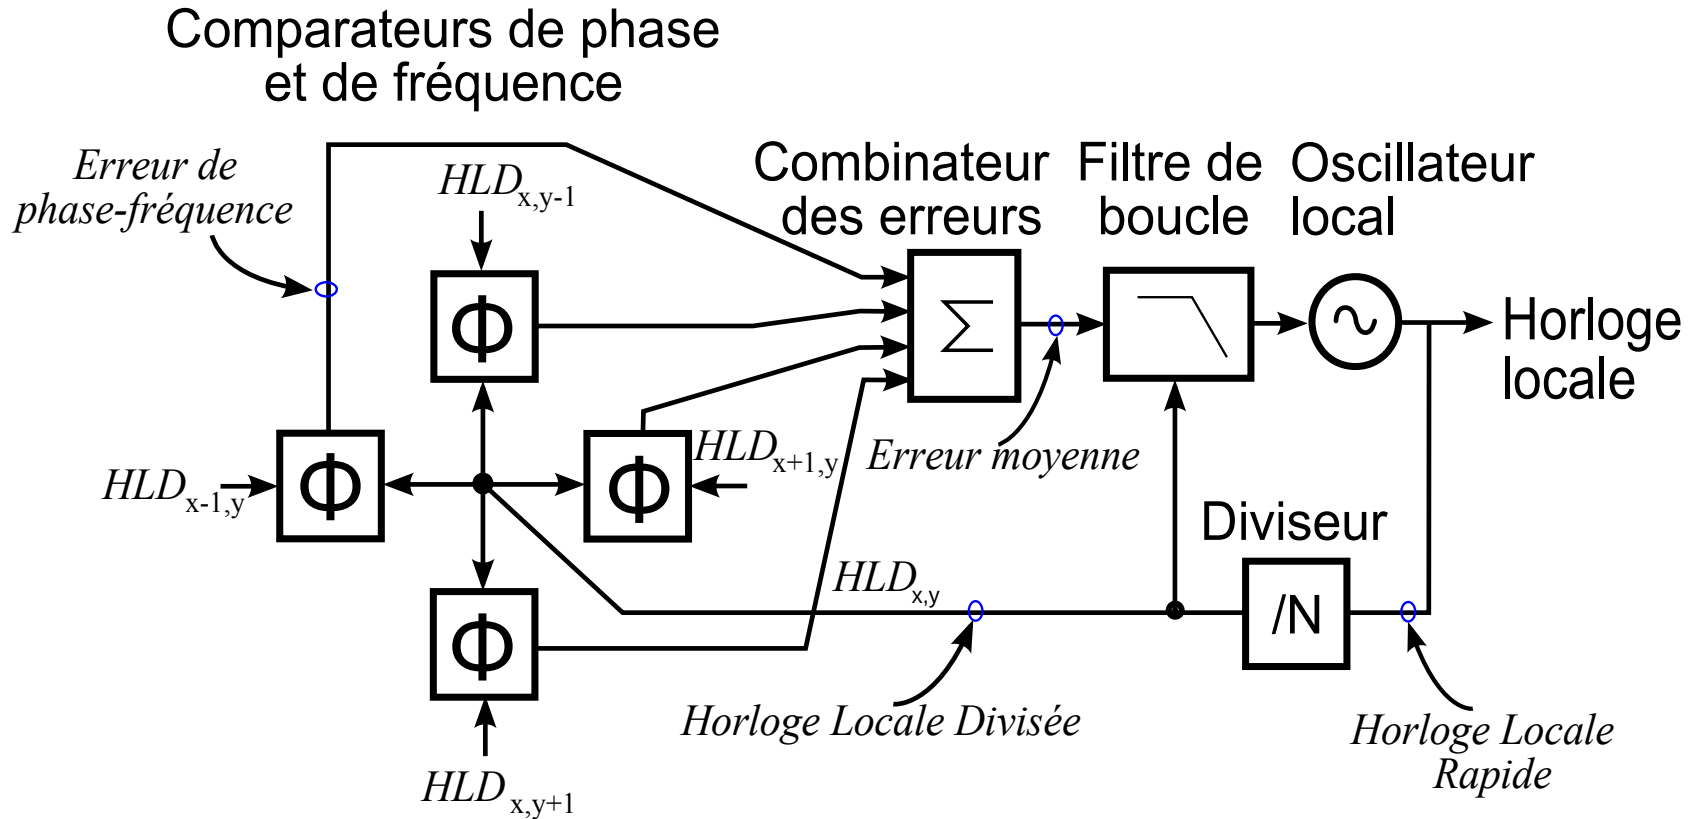 Comparateurs de phase
et de fréquence
Erreur de
phase-fréquence
HLDx,y-1
Combinateur
des erreurs
Filtre de
boucle
Oscillateur
local
Φ
Σ
Horloge
locale
HLDx-1,y
Φ
Φ
HLDx+1,y
Erreur moyenne
Diviseur
HLDx,y
/N
Φ
Horloge Locale Divisée
Horloge Locale
Rapide
HLDx,y+1